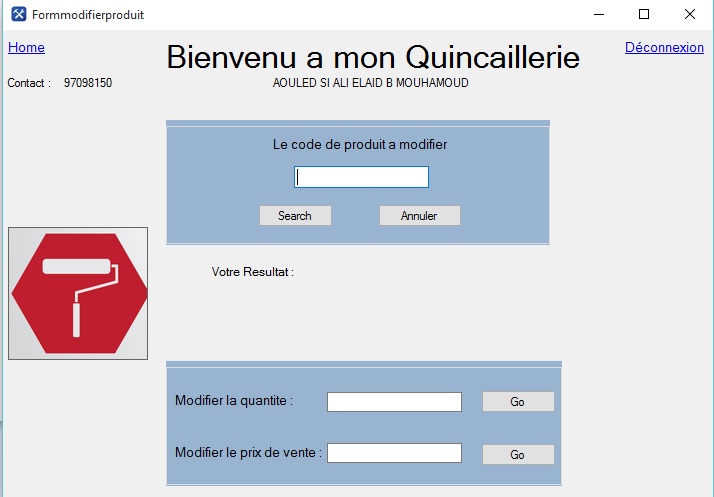 Formmodifierproduit
Home
Bienvenu a mon Quincaillerie
Déconnexion
Contact : 97098150
AOULED SI ALI ELAID B MOUHAMOUD
Le code de produit a modifier
Search Annuler
Votre Resultat :
Modifier la quantite : Go
Modifier le prix de vente : Go